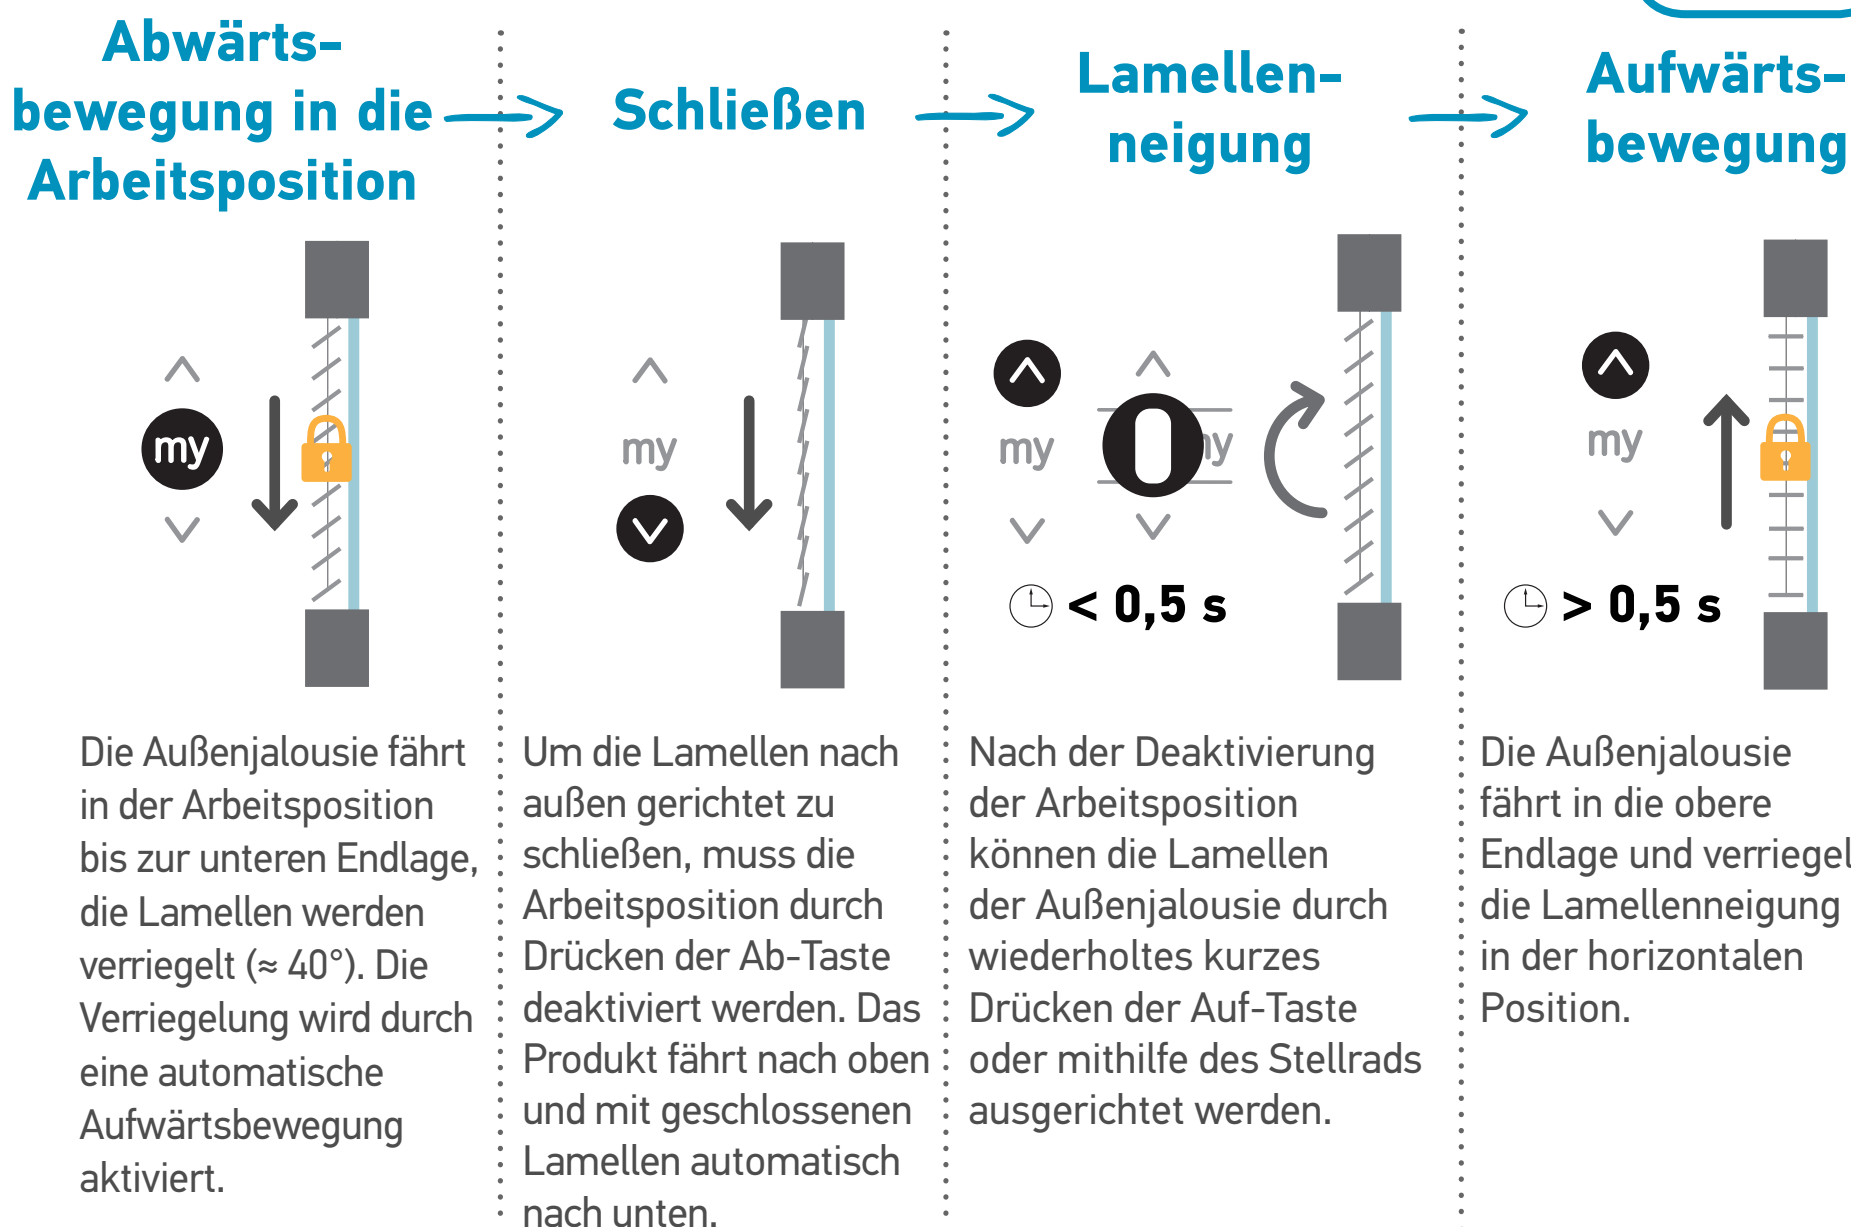 Abwärts-
bewegung in die
Arbeitsposition
Schließen
Lamellen-
neigung
Aufwärts-
bewegung
my
my
my
my
my
< 0,5 s
> 0,5 s
Die Außenjalousie fährt
in der Arbeitsposition
bis zur unteren Endlage,
die Lamellen werden
verriegelt (≈ 40°). Die
Verriegelung wird durch
eine automatische
Aufwärtsbewegung
aktiviert.
Um die Lamellen nach
außen gerichtet zu
schließen, muss die
Arbeitsposition durch
Drücken der Ab-Taste
deaktiviert werden. Das
Produkt fährt nach oben
und mit geschlossenen
Lamellen automatisch
nach unten.
Nach der Deaktivierung
der Arbeitsposition
können die Lamellen
der Außenjalousie durch
wiederholtes kurzes
Drücken der Auf-Taste
oder mithilfe des Stellrads
ausgerichtet werden.
Die Außenjalousie
fährt in die obere
Endlage und verriegel
die Lamellenneigung
in der horizontalen
Position.